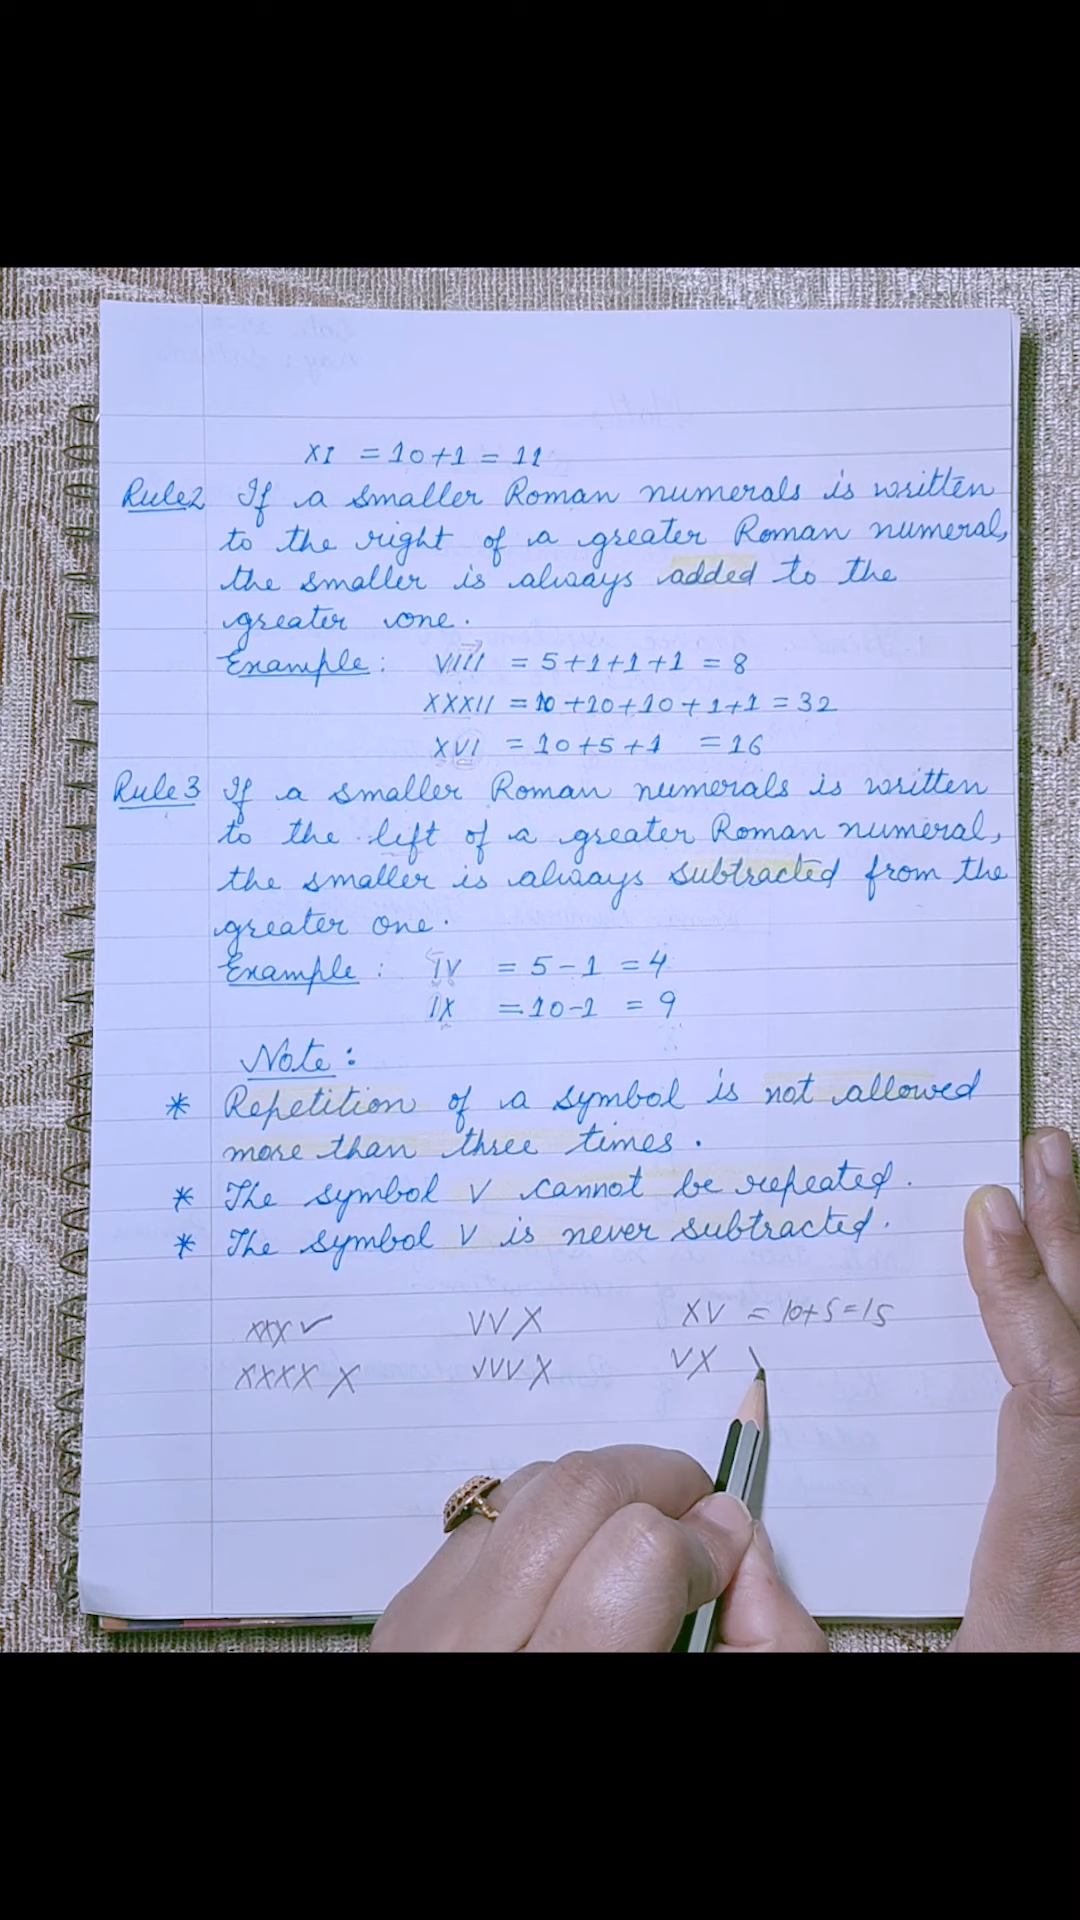 XI = 10+1 = 11
Rule2 If a smaller Roman numerals is written
to the right of a greater Roman numeral,
the smaller is always added to the
greater one.
Example : VIII = 5+1+1+1 = 8
XXXII = 10+10+10+1+1 = 32
XVI = 10+5+1 = 16
Rule 3 If a smaller Roman numerals is written
to the left of a greater Roman numeral,
the smaller is always subtracted from the
greater one.
Example : IV = 5-1 = 4
IX = 10-1 = 9
Note :
* Repetition of a symbol is not allowed
more than three times.
* The symbol V cannot be repeated.
* The symbol V is never subtracted.
XXX ✓ VV X XV = 10+5=15
XXXX X VVV X VX